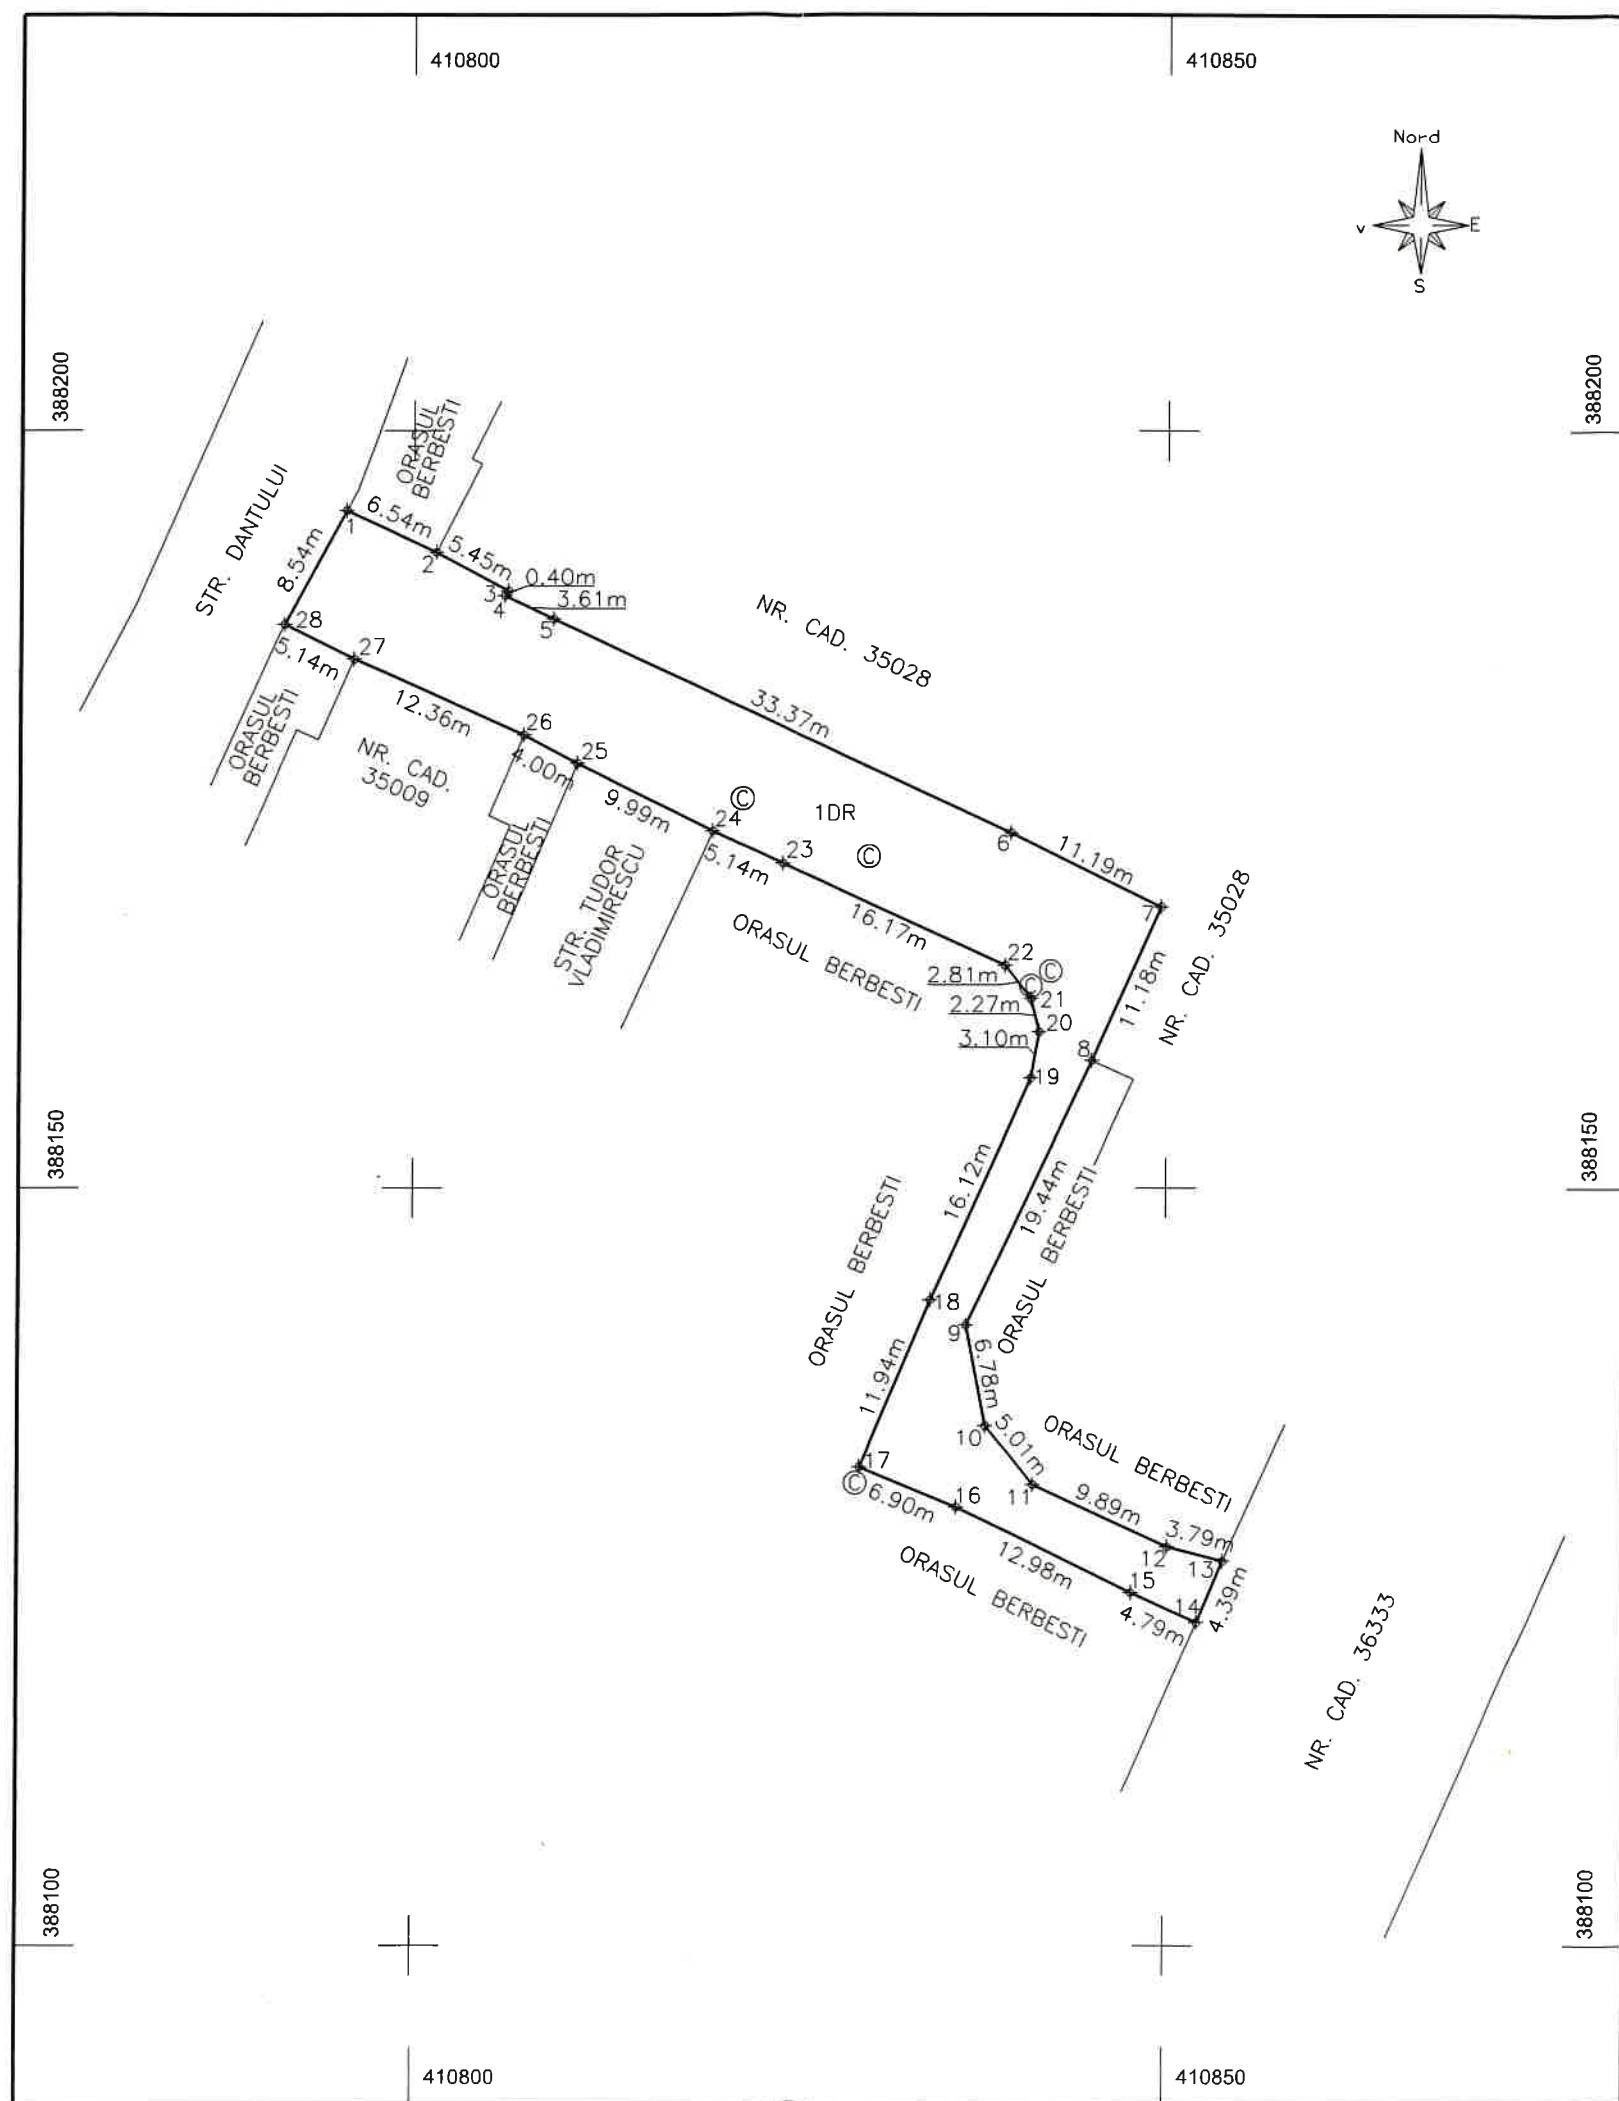 410800
410850
Nord
V
E
S
388200
388200
ORASUL
BERBESTI
STR. DANTULUI
1
6.54m
2
5.45m
8.54m
3
0.40m
4
3.61m
5
NR. CAD. 35028
28
27
5.14m
33.37m
12.36m
ORASUL
BERBESTI
NR. CAD.
35009
26
25
4.00m
9.99m
©
1DR
24
23
©
5.14m
6
11.19m
7
ORASUL
BERBESTI
STR. TUDOR
VLADIMIRESCU
16.17m
ORASUL BERBESTI
22
2.81m
©
©
21
2.27m
20
3.10m
19
11.18m
NR. CAD. 35028
8
388150
388150
16.12m
19.44m
ORASUL BERBESTI
ORASUL BERBESTI
18
9
11.94m
6.78m
10
5.01m
17
©
6.90m
16
11
ORASUL BERBESTI
9.89m
3.79m
12
13
12.98m
15
14
4.39m
4.79m
ORASUL BERBESTI
NR. CAD. 36333
388100
388100
410800
410850